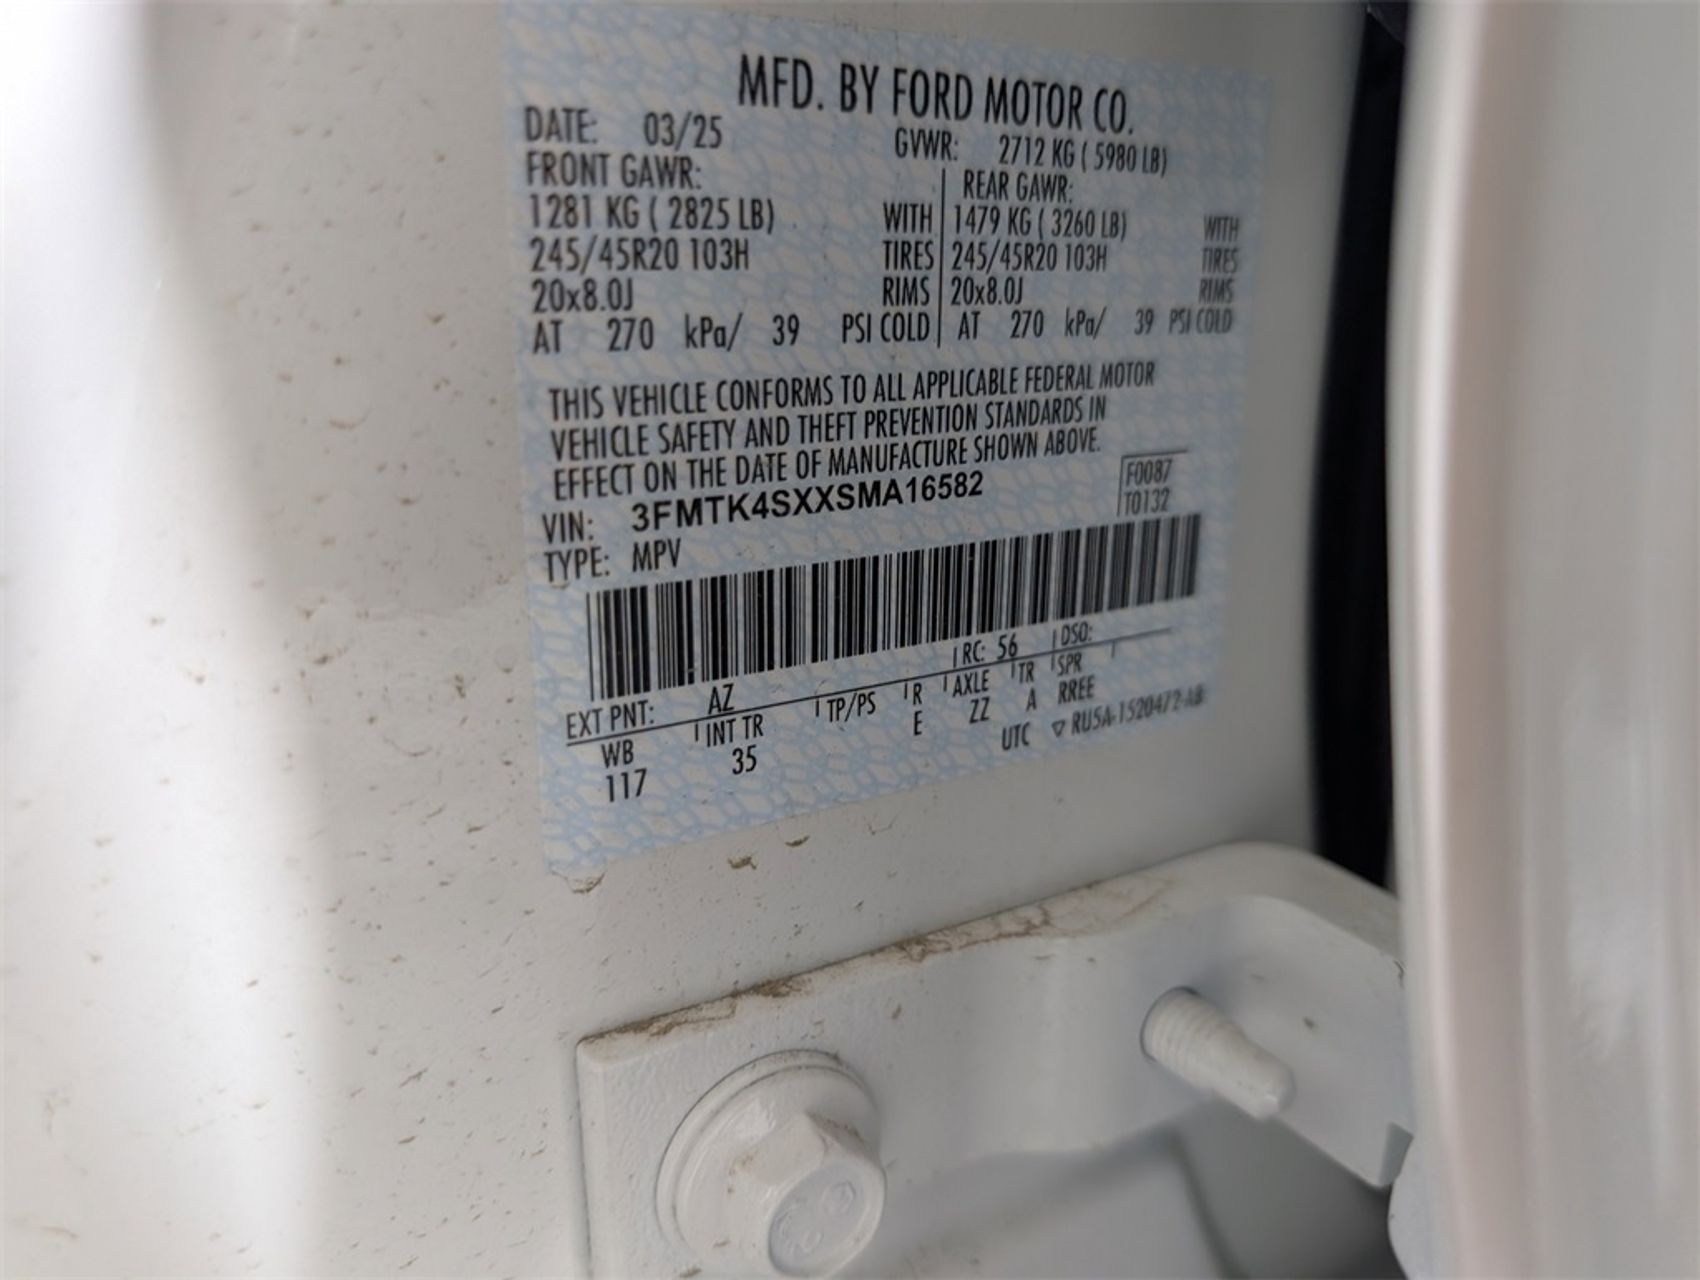 MFD. BY FORD MOTOR CO.
DATE: 03/25 GVWR: 2712 KG ( 5980 LB)
FRONT GAWR: REAR GAWR:
1281 KG ( 2825 LB) WITH 1479 KG ( 3260 LB) WITH
245/45R20 103H TIRES 245/45R20 103H TIRES
20x8.0J RIMS 20x8.0J RIMS
AT 270 kPa/ 39 PSI COLD AT 270 kPa/ 39 PSI COLD
THIS VEHICLE CONFORMS TO ALL APPLICABLE FEDERAL MOTOR
VEHICLE SAFETY AND THEFT PREVENTION STANDARDS IN
EFFECT ON THE DATE OF MANUFACTURE SHOWN ABOVE.
VIN: 3FMTK4SXXSMA16582 F0087
TYPE: MPV T0132
EXT PNT: AZ RC: 56 DSO:
WB INT TR TP/PS R AXLE TR SPR
117 35 E ZZ A RREE
UTC ▽ RU5A-1520472-AB